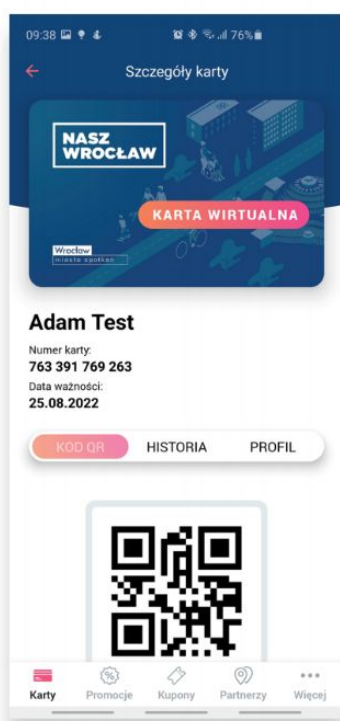 09:38 76%
Szczegóły karty
NASZ
WROCŁAW
KARTA WIRTUALNA
Wrocław
miasto spotkań
Adam Test
Numer karty:
763 391 769 263
Data ważności:
25.08.2022
KOD QR HISTORIA PROFIL
Karty Promocje Kupony Partnerzy Więcej